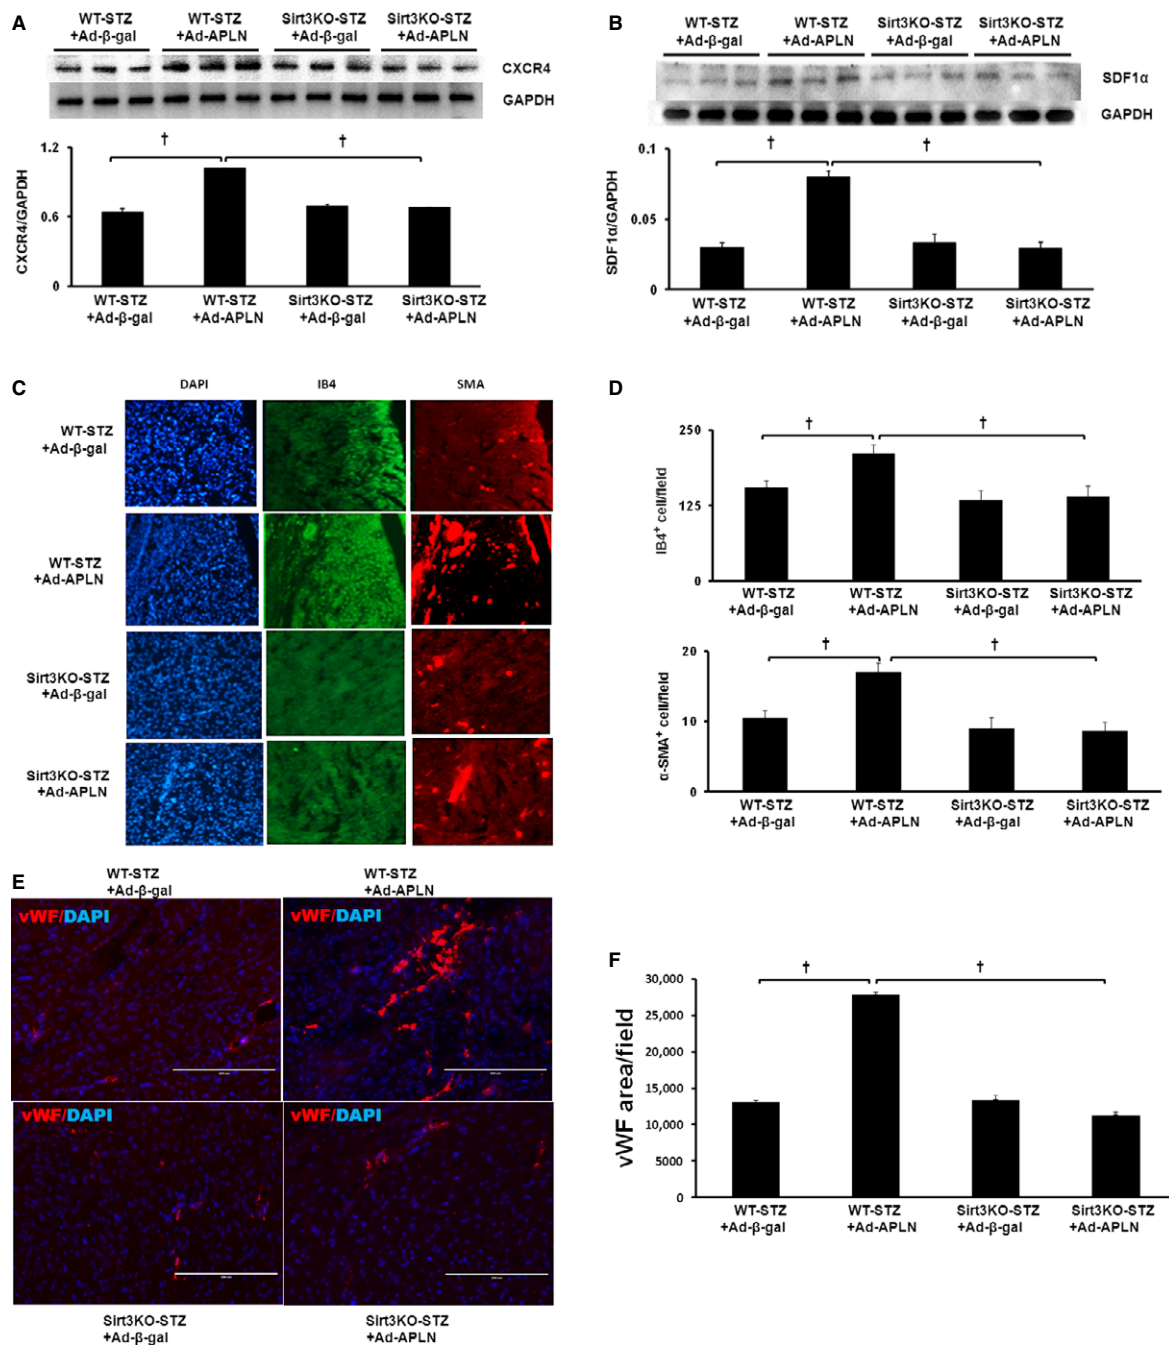 A
WT-STZ WT-STZ Sirt3KO-STZ Sirt3KO-STZ
+Ad-β-gal +Ad-APLN +Ad-β-gal +Ad-APLN
CXCR4
GAPDH
† †
1.2
0.6
0
CXCR4/GAPDH
WT-STZ WT-STZ Sirt3KO-STZ Sirt3KO-STZ
+Ad-β-gal +Ad-APLN +Ad-β-gal +Ad-APLN
B
WT-STZ WT-STZ Sirt3KO-STZ Sirt3KO-STZ
+Ad-β-gal +Ad-APLN +Ad-β-gal +Ad-APLN
SDF1α
GAPDH
† †
0.1
0.05
0
SDF1α/GAPDH
WT-STZ WT-STZ Sirt3KO-STZ Sirt3KO-STZ
+Ad-β-gal +Ad-APLN +Ad-β-gal +Ad-APLN
C
DAPI IB4 SMA
WT-STZ
+Ad-β-gal
WT-STZ
+Ad-APLN
Sirt3KO-STZ
+Ad-β-gal
Sirt3KO-STZ
+Ad-APLN
D
† †
250
125
0
IB4+ cell/field
WT-STZ WT-STZ Sirt3KO-STZ Sirt3KO-STZ
+Ad-β-gal +Ad-APLN +Ad-β-gal +Ad-APLN
† †
20
10
0
α-SMA+ cell/field
WT-STZ WT-STZ Sirt3KO-STZ Sirt3KO-STZ
+Ad-β-gal +Ad-APLN +Ad-β-gal +Ad-APLN
E
WT-STZ WT-STZ
+Ad-β-gal +Ad-APLN
vWF/DAPI vWF/DAPI
vWF/DAPI vWF/DAPI
Sirt3KO-STZ Sirt3KO-STZ
+Ad-β-gal +Ad-APLN
F
† †
30,000
25,000
20,000
15,000
10,000
5000
0
vWF area/field
WT-STZ WT-STZ Sirt3KO-STZ Sirt3KO-STZ
+Ad-β-gal +Ad-APLN +Ad-β-gal +Ad-APLN